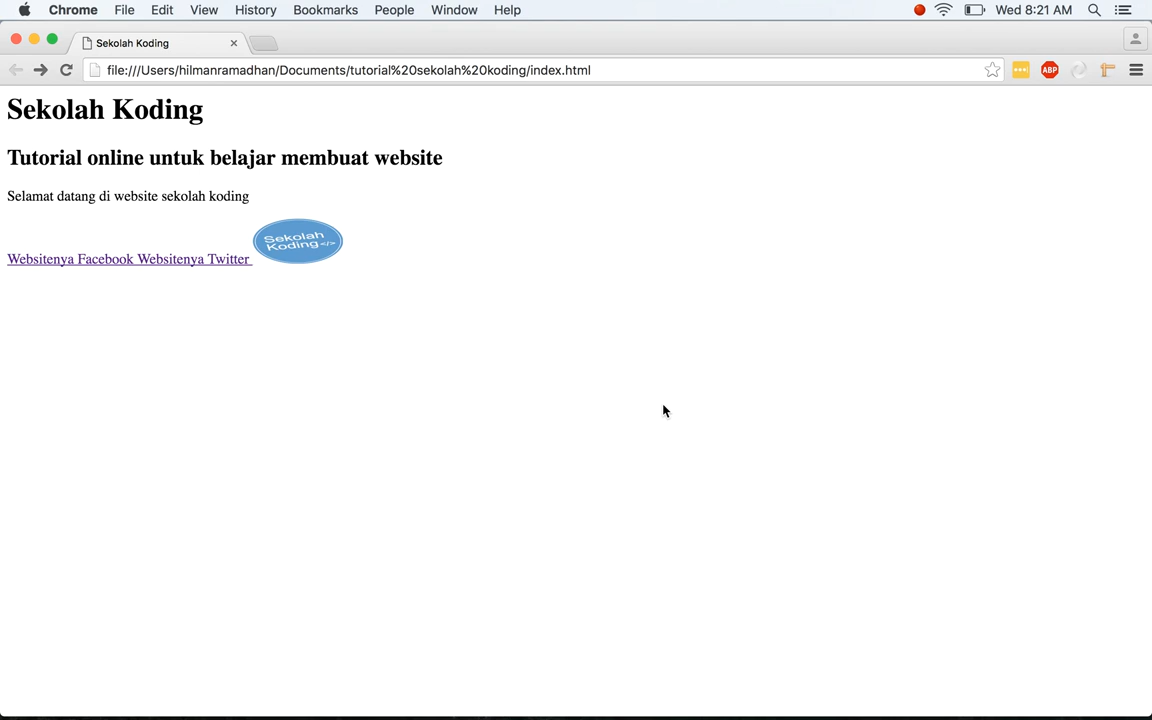 Chrome File Edit View History Bookmarks People Window Help Wed 8:21 AM
Sekolah Koding
file:///Users/hilmanramadhan/Documents/tutorial%20sekolah%20koding/index.html ABP
Sekolah Koding
Tutorial online untuk belajar membuat website
Selamat datang di website sekolah koding
Sekolah
Koding</>
Websitenya Facebook Websitenya Twitter